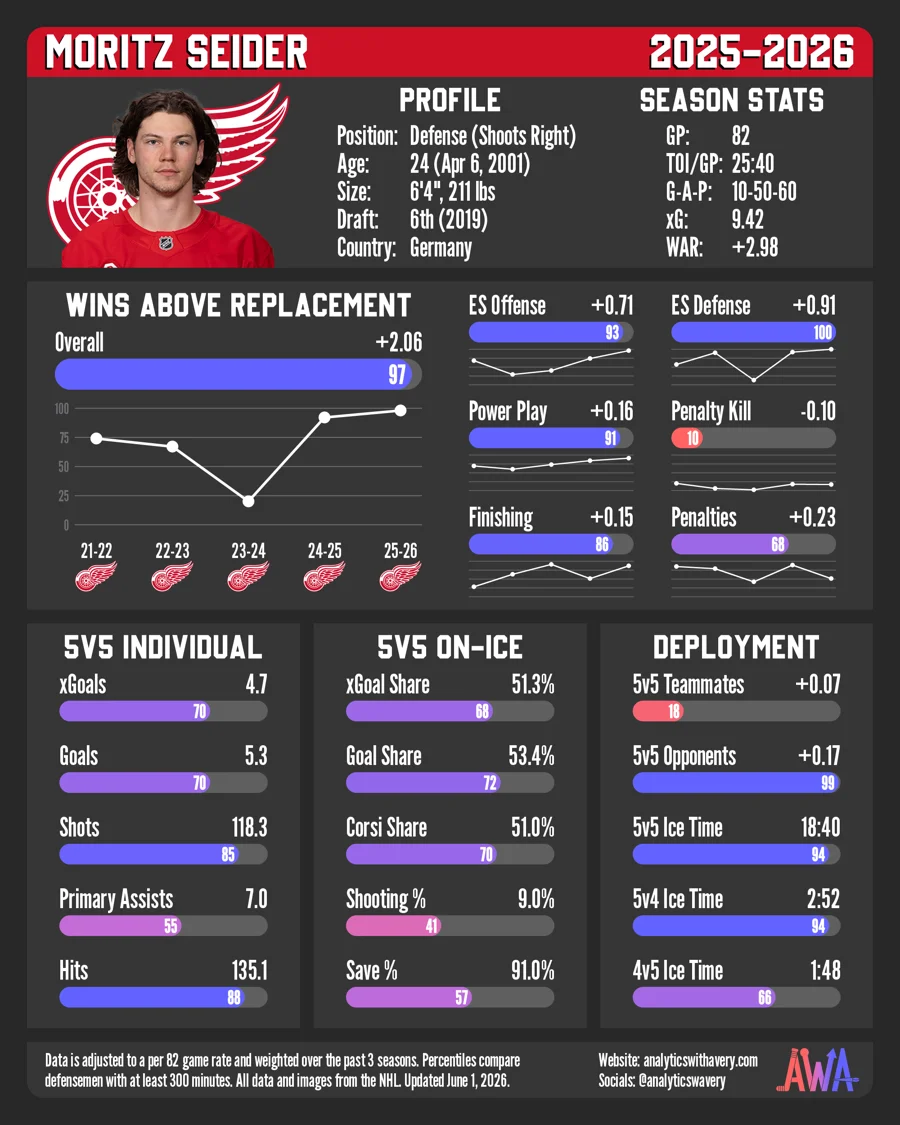 MORITZ SEIDER 2025-2026
PROFILE
Position: Defense (Shoots Right)
Age: 24 (Apr 6, 2001)
Size: 6'4", 211 lbs
Draft: 6th (2019)
Country: Germany
SEASON STATS
GP: 82
TOI/GP: 25:40
G-A-P: 10-50-60
xG: 9.42
WAR: +2.98
WINS ABOVE REPLACEMENT
Overall +2.06
97
100
75
50
25
0
21-22 22-23 23-24 24-25 25-26
ES Offense +0.71
93
ES Defense +0.91
100
Power Play +0.16
91
Penalty Kill -0.10
10
Finishing +0.15
86
Penalties +0.23
68
5V5 INDIVIDUAL
xGoals 4.7
70
Goals 5.3
70
Shots 118.3
85
Primary Assists 7.0
55
Hits 135.1
88
5V5 ON-ICE
xGoal Share 51.3%
68
Goal Share 53.4%
72
Corsi Share 51.0%
70
Shooting % 9.0%
41
Save % 91.0%
57
DEPLOYMENT
5v5 Teammates +0.07
18
5v5 Opponents +0.17
99
5v5 Ice Time 18:40
94
5v4 Ice Time 2:52
94
4v5 Ice Time 1:48
66
Data is adjusted to a per 82 game rate and weighted over the past 3 seasons. Percentiles compare
defensemen with at least 300 minutes. All data and images from the NHL. Updated June 1, 2026.
Website: analyticswithavery.com
Socials: @analyticswavery
AWA